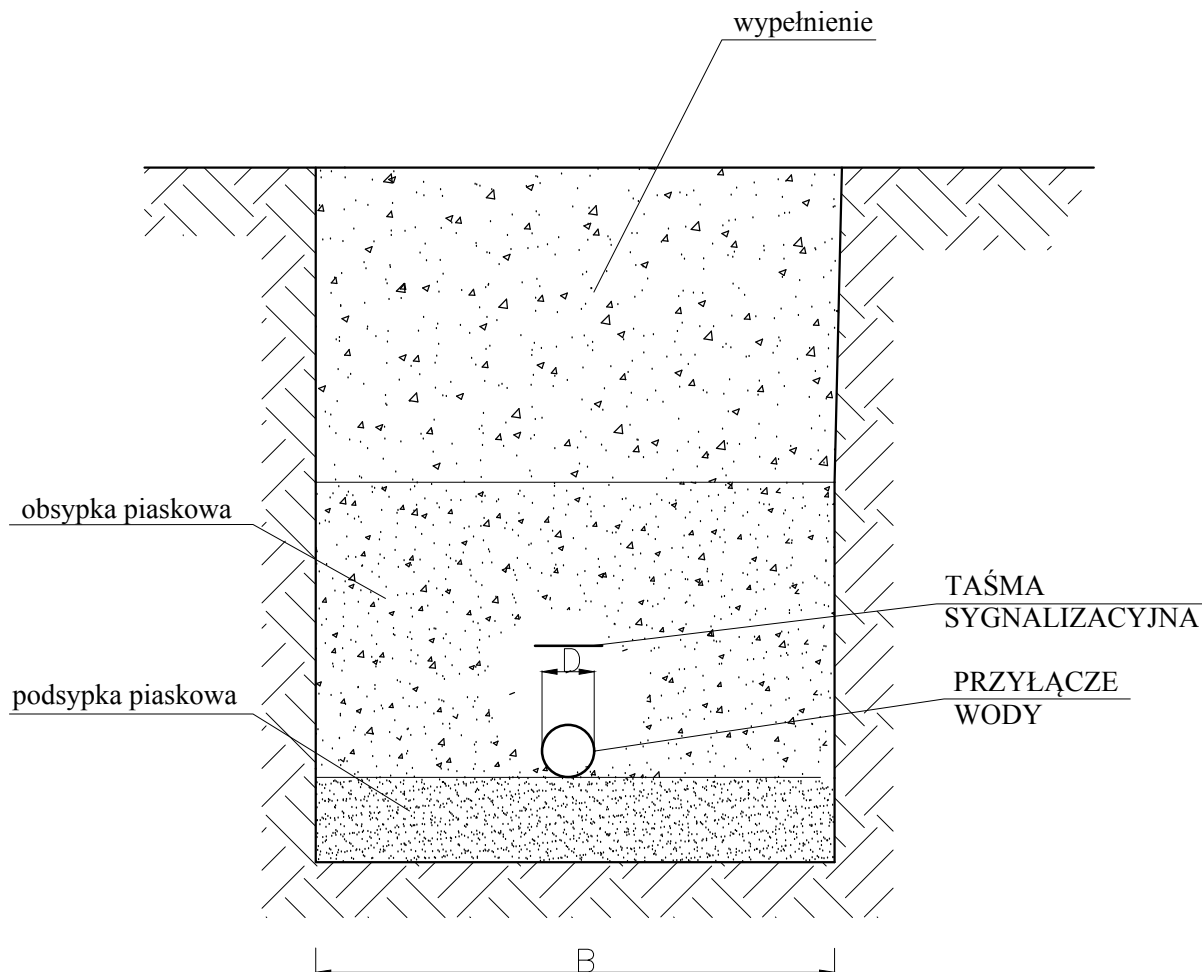 wypełnienie
obsypka piaskowa
TAŚMA
SYGNALIZACYJNA
D
podsypka piaskowa
PRZYŁĄCZE
WODY
B